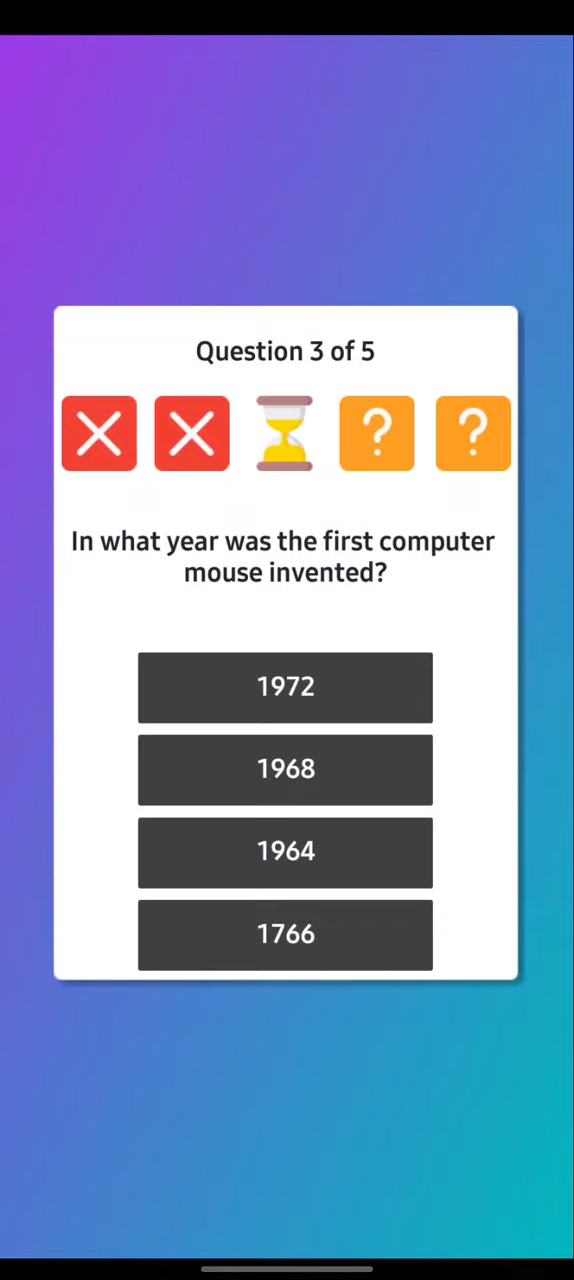 Question 3 of 5
? ?
In what year was the first computer
mouse invented?
1972
1968
1964
1766